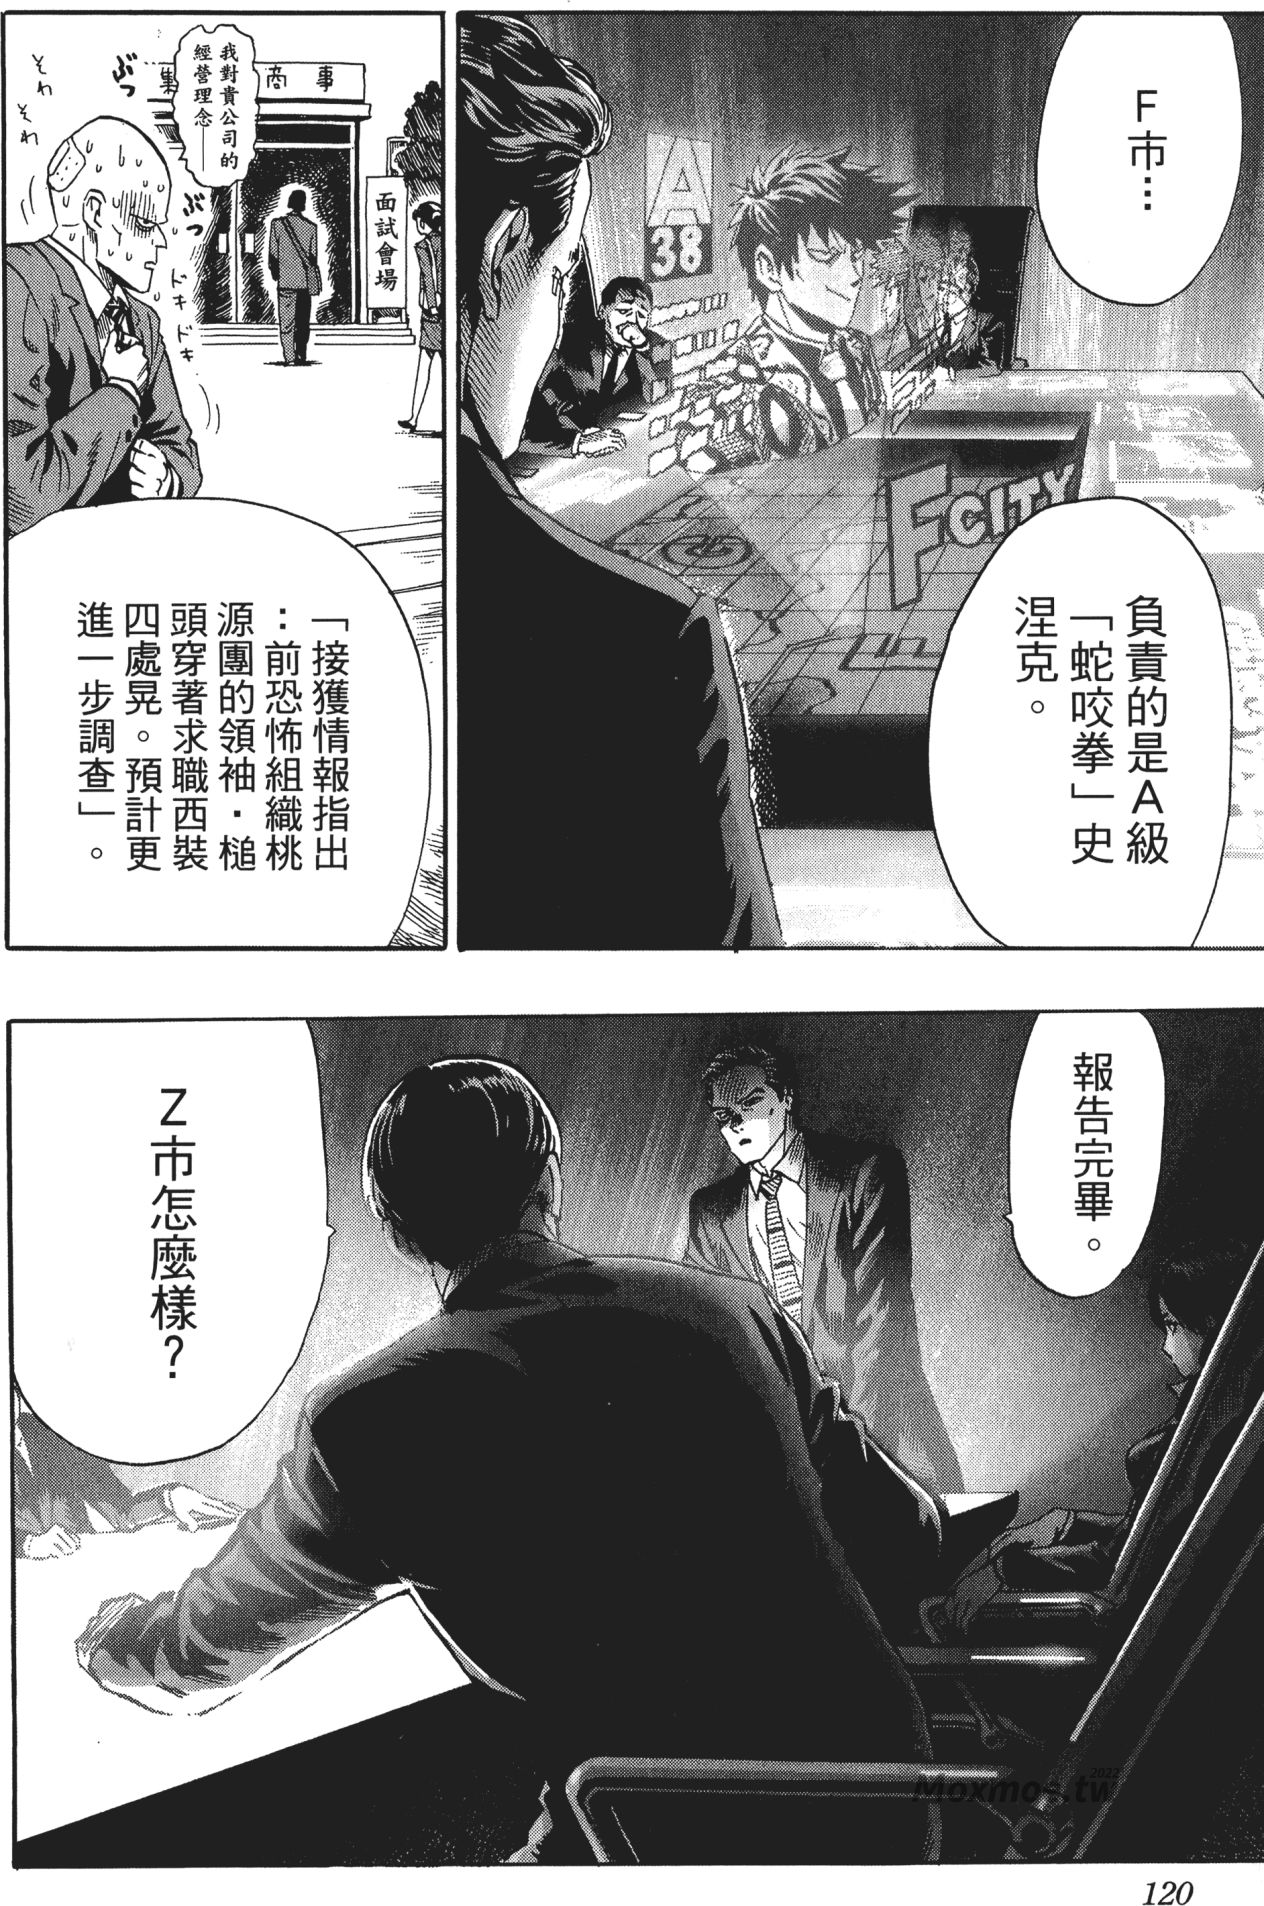 F市…
A
38
F CITY
負責的是A級
「蛇咬拳」史
涅克。
集
商事
我對貴公司的
經營理念——
面試會場
ぶっ
ぶっ
そわ
そわ
ドキ
ドキ
「接獲情報指出
：前恐怖組織桃
源團的領袖・槌
頭穿著求職西裝
四處晃。預計更
進一步調查」。
報告完畢。
Z市怎麼樣？
2022
Moxmoe.tw
120